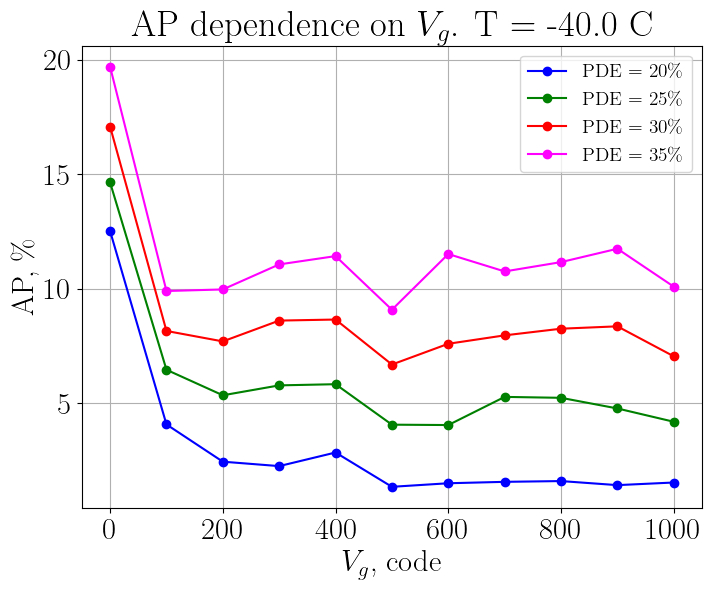 AP dependence on V_g. T = -40.0 C
PDE = 20%
PDE = 25%
PDE = 30%
PDE = 35%
AP, %
20
15
10
5
0 200 400 600 800 1000
V_g, code